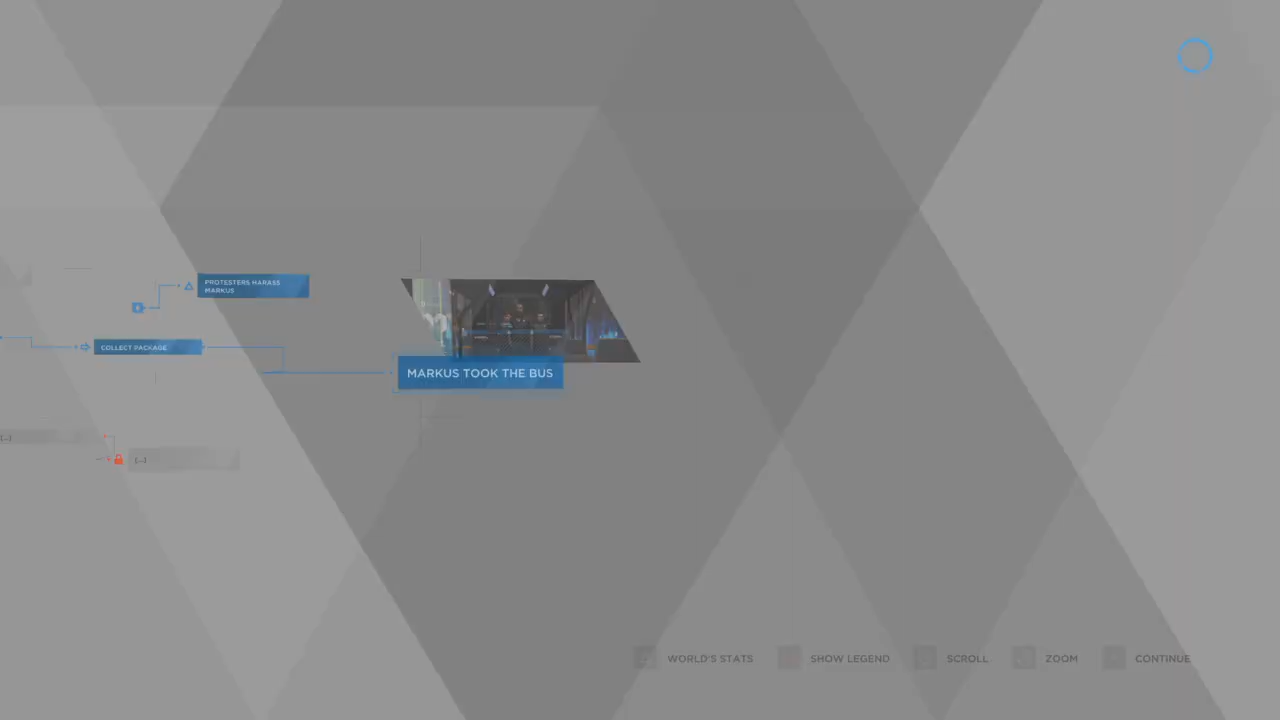 PROTESTERS HARASS
MARKUS
COLLECT PACKAGE
MARKUS TOOK THE BUS
(...)
(...)
WORLD'S STATS
SHOW LEGEND
SCROLL
ZOOM
CONTINUE